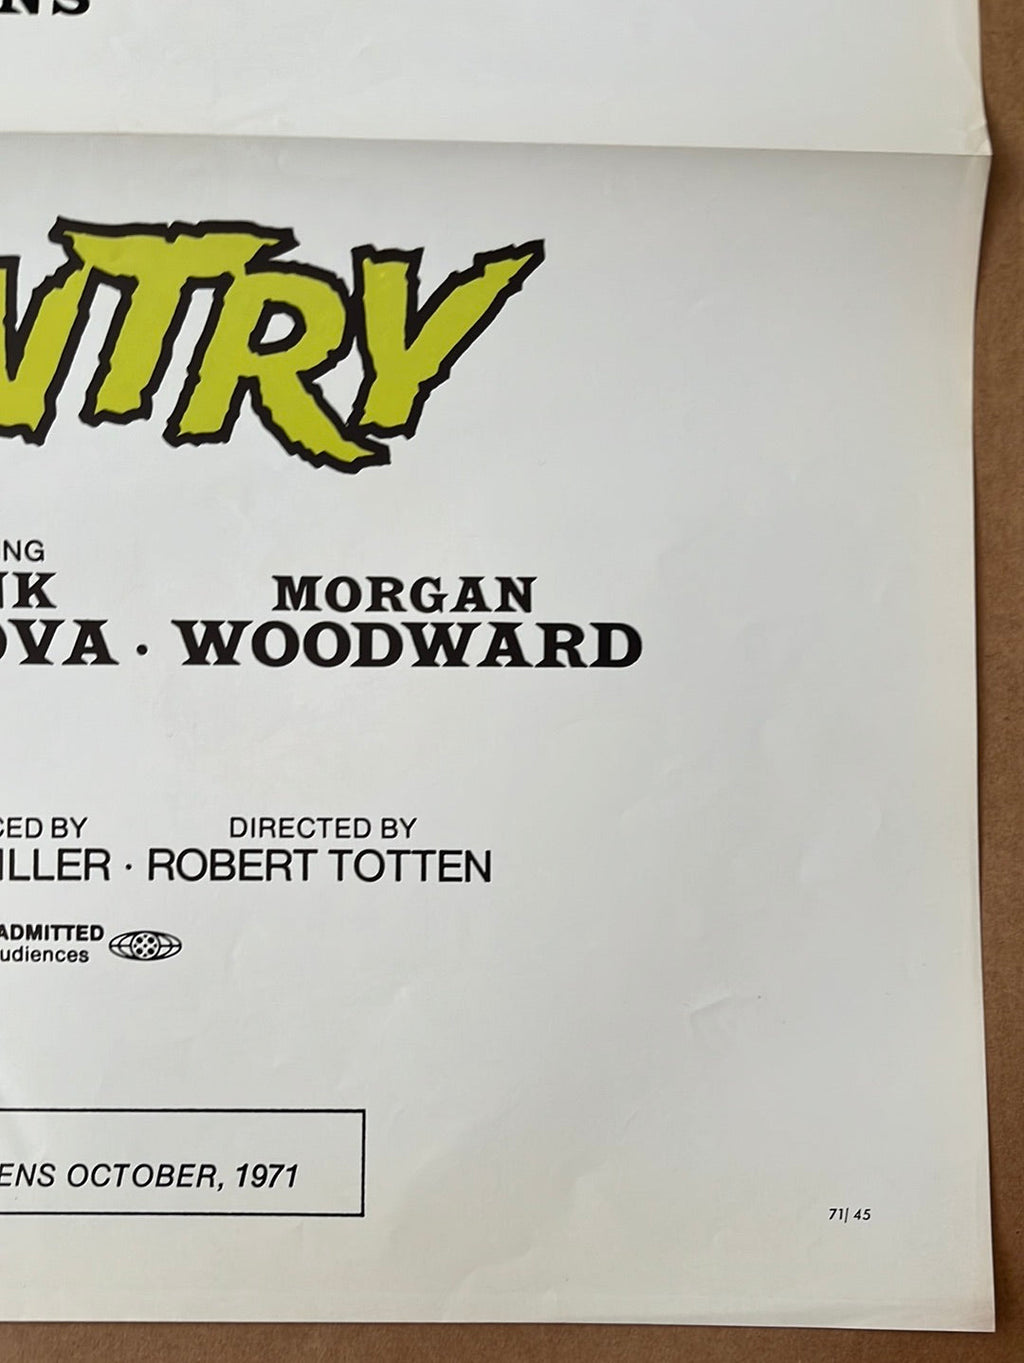 NS
NTRY
ING
NK
OVA · WOODWARD
MORGAN
CED BY
ILLER · ROBERT TOTTEN
DIRECTED BY
ADMITTED
udiences
ENS OCTOBER, 1971
71/45